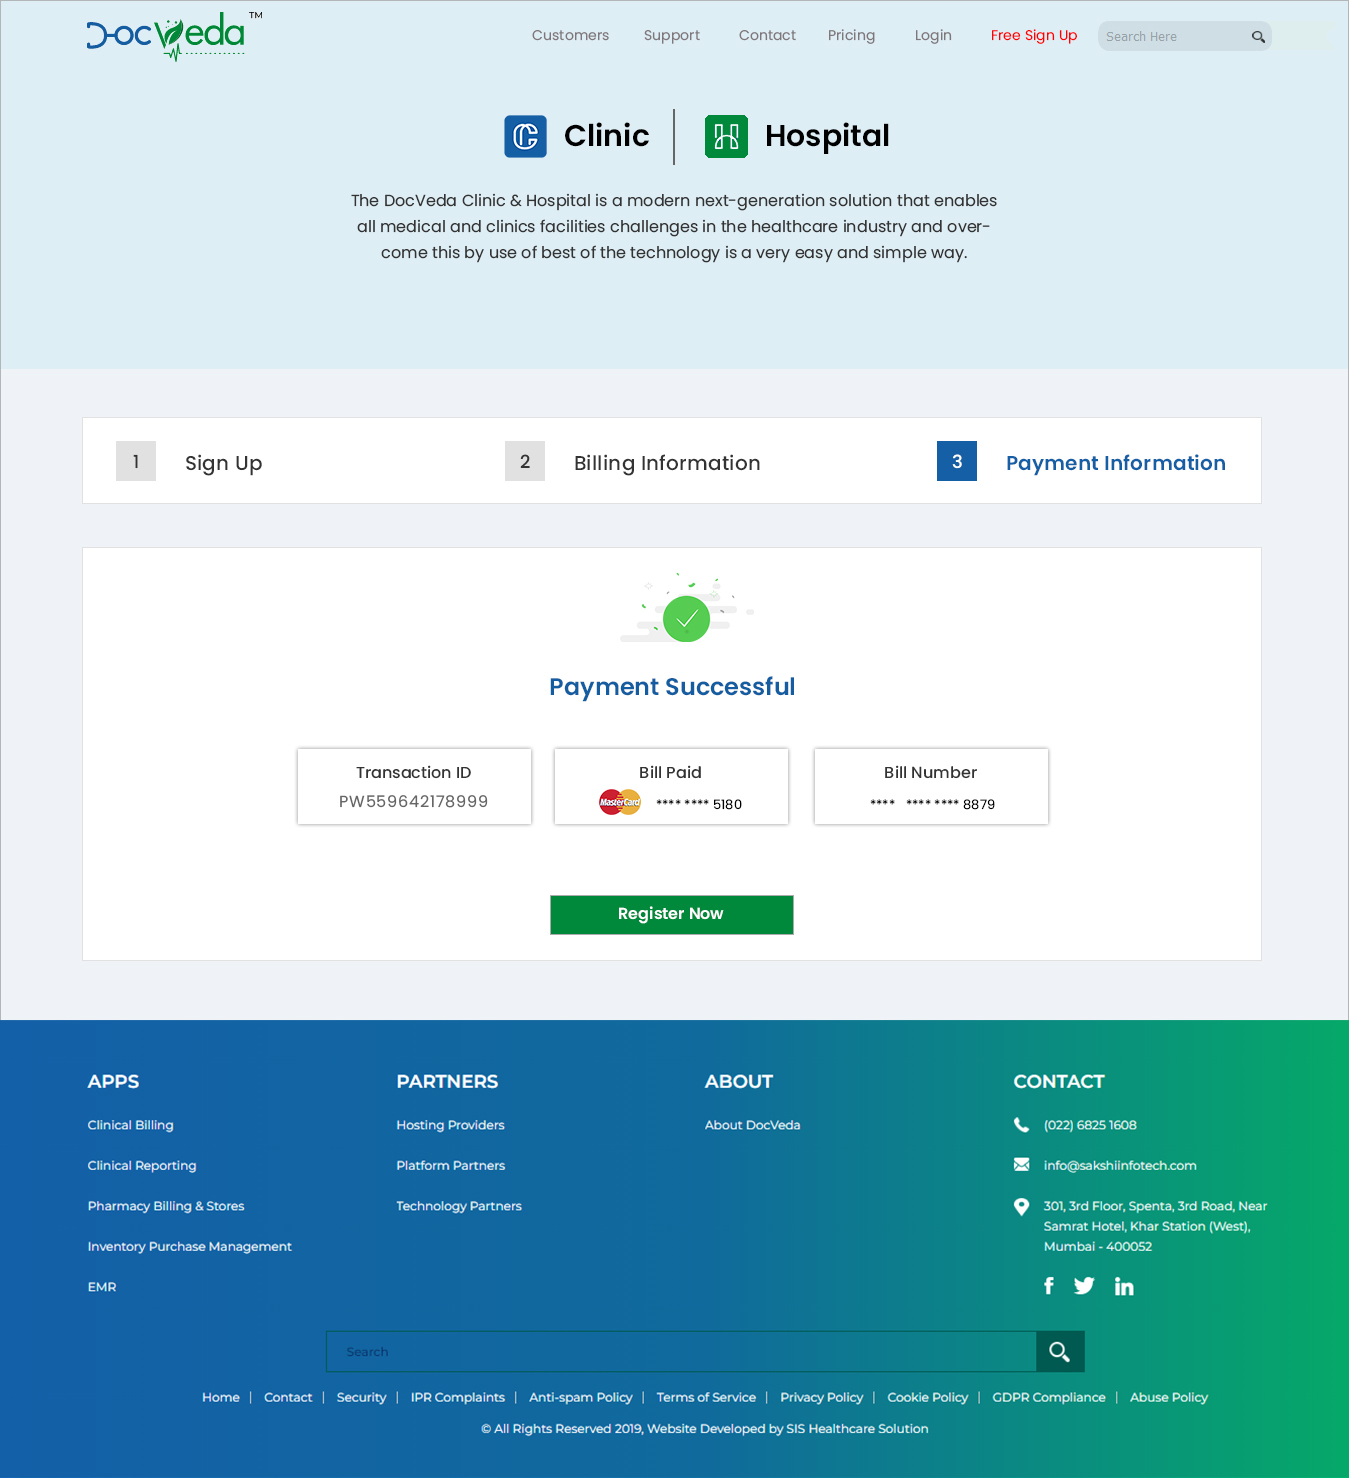 DocVeda™
Customers Support Contact Pricing Login Free Sign Up Search Here
Clinic Hospital
The DocVeda Clinic & Hospital is a modern next-generation solution that enables
all medical and clinics facilities challenges in the healthcare industry and over-
come this by use of best of the technology is a very easy and simple way.
1 Sign Up 2 Billing Information 3 Payment Information
Payment Successful
Transaction ID
PW559642178999
Bill Paid
MasterCard **** **** 5180
Bill Number
**** **** **** 8879
Register Now
APPS
Clinical Billing
Clinical Reporting
Pharmacy Billing & Stores
Inventory Purchase Management
EMR
PARTNERS
Hosting Providers
Platform Partners
Technology Partners
ABOUT
About DocVeda
CONTACT
(022) 6825 1608
info@sakshiinfotech.com
301, 3rd Floor, Spenta, 3rd Road, Near
Samrat Hotel, Khar Station (West),
Mumbai - 400052
Search
Home | Contact | Security | IPR Complaints | Anti-spam Policy | Terms of Service | Privacy Policy | Cookie Policy | GDPR Compliance | Abuse Policy
© All Rights Reserved 2019, Website Developed by SIS Healthcare Solution